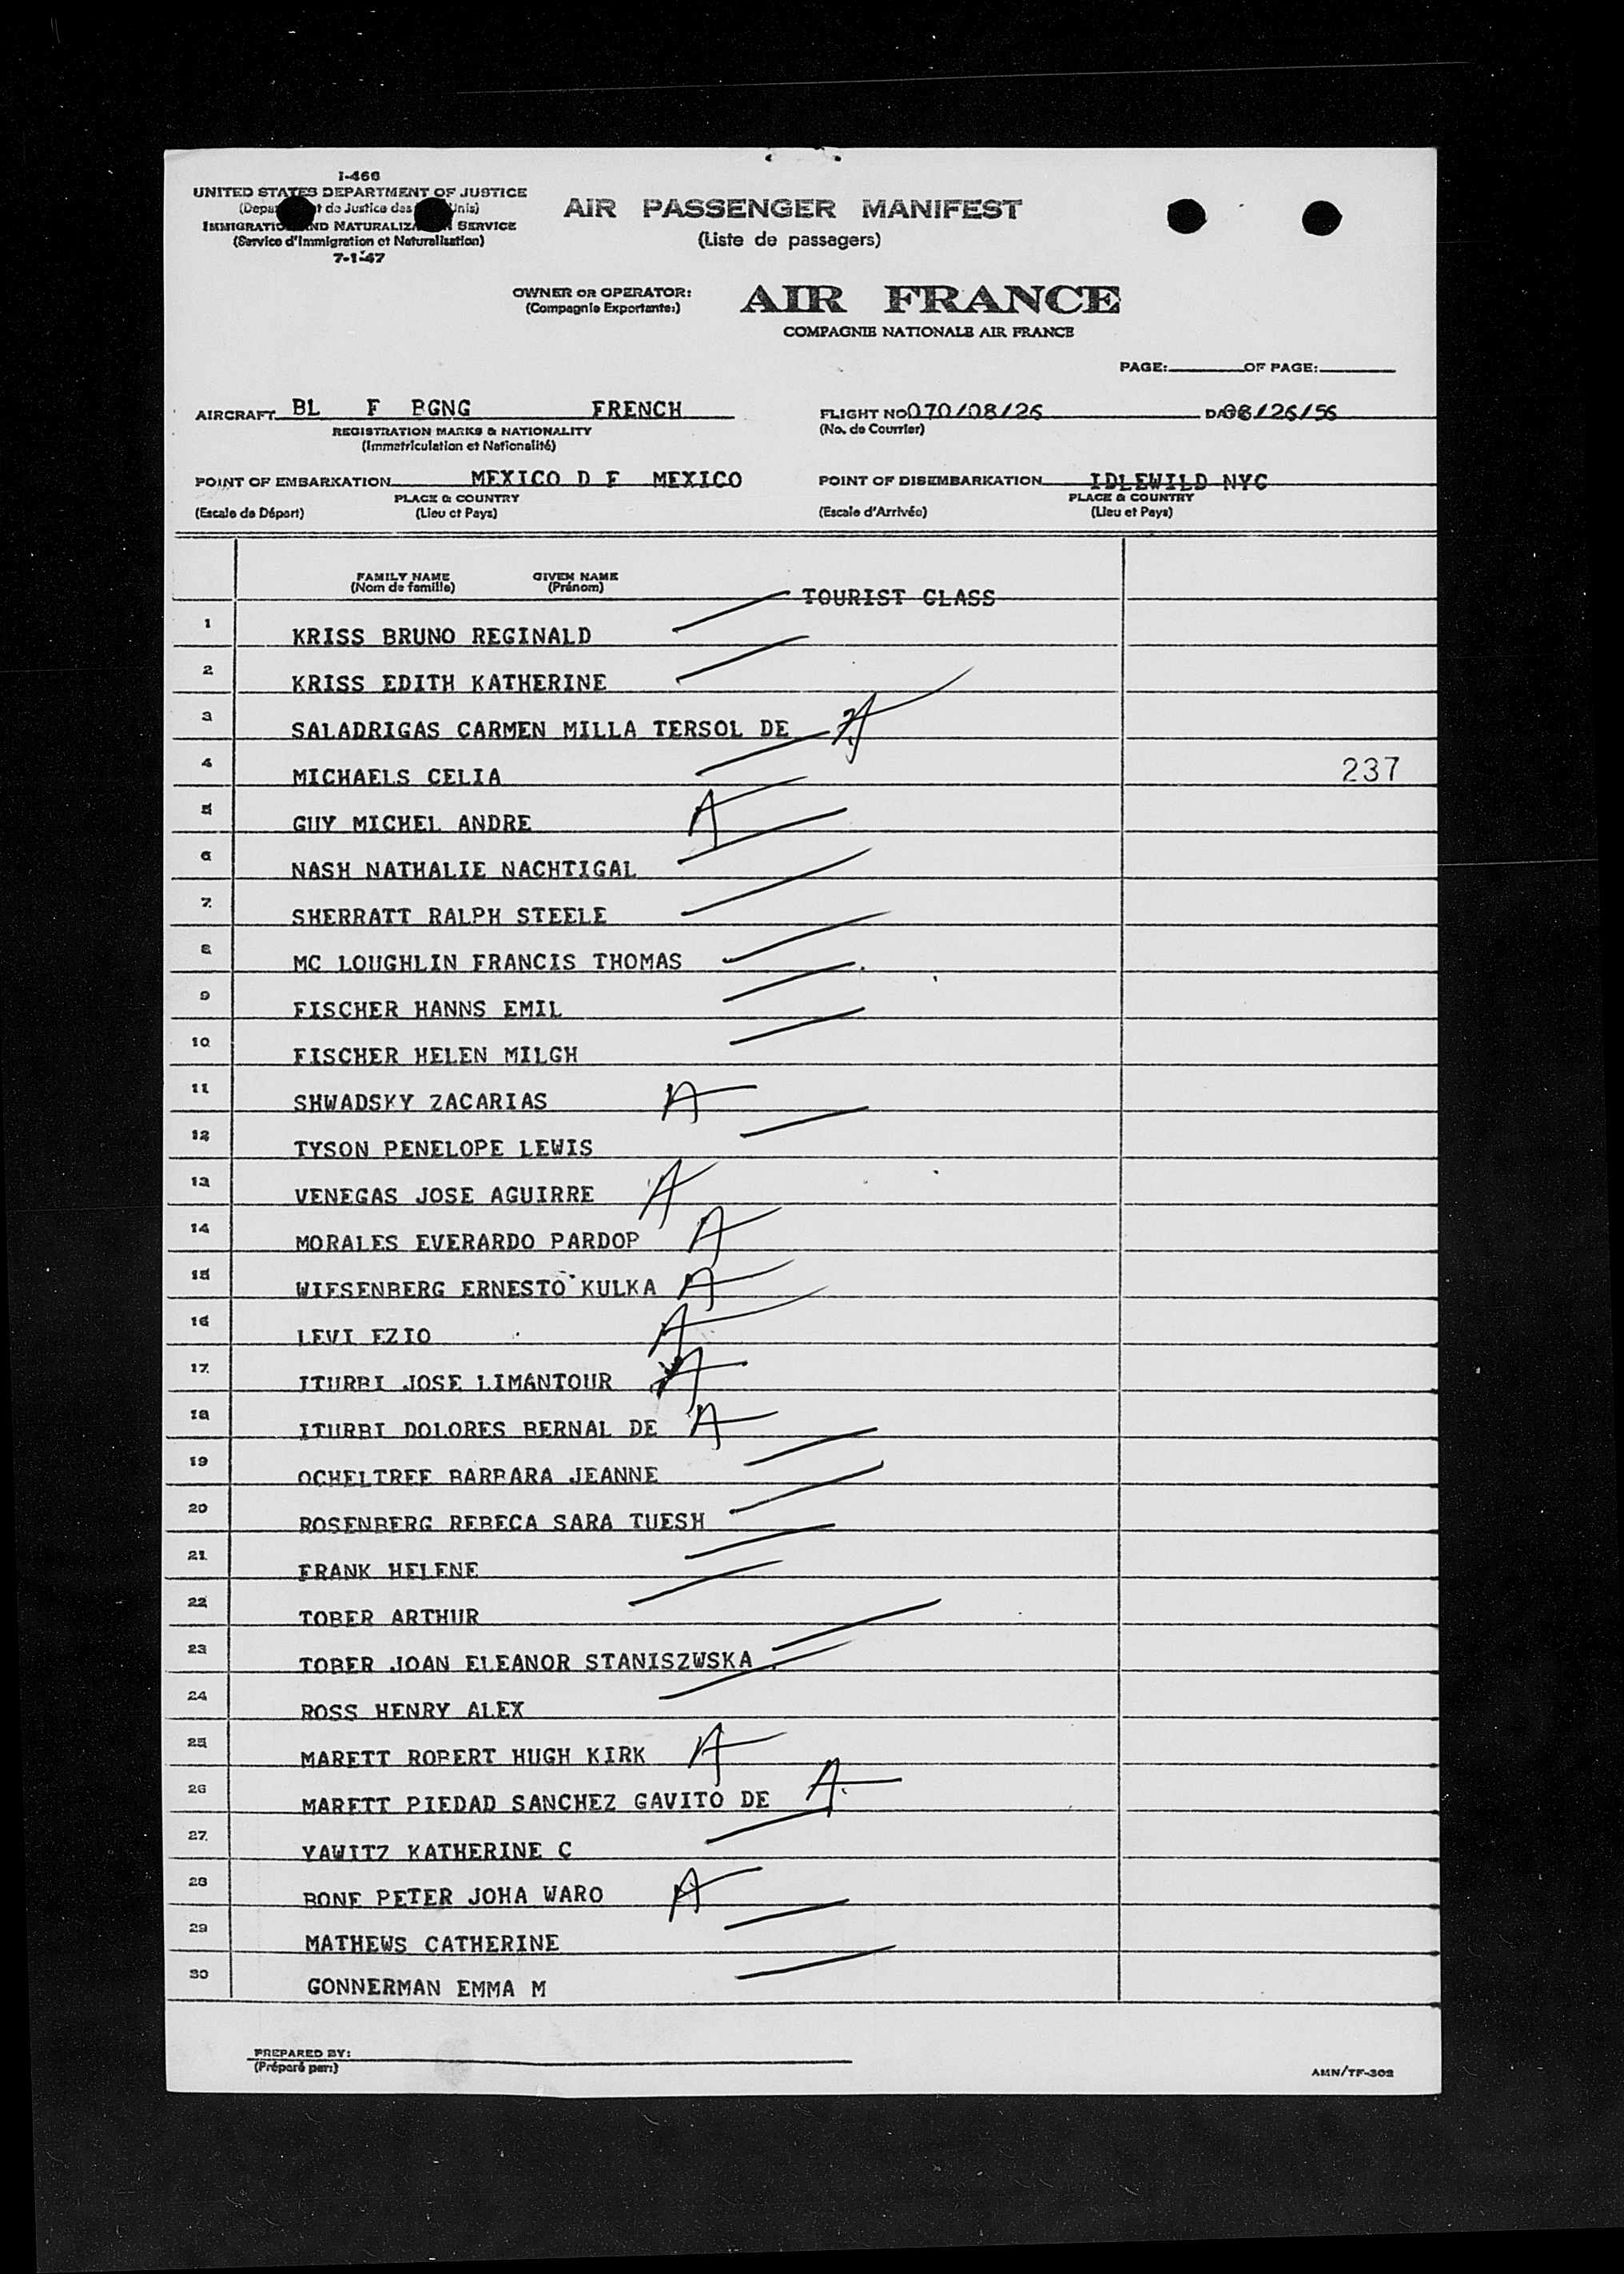 I-466
UNITED STATES DEPARTMENT OF JUSTICE
(Depa t de Justice des Unis)
IMMIGRATIO ND NATURALIZA N SERVICE
(Service d'Immigration et Naturalisation)
7-1-47
AIR PASSENGER MANIFEST
(Liste de passagers)
OWNER OR OPERATOR:
(Compagnie Exportante:)
AIR FRANCE
COMPAGNIE NATIONALE AIR FRANCE
PAGE: OF PAGE:
AIRCRAFT BL F BGNG FRENCH
REGISTRATION MARKS & NATIONALITY
(Immatriculation et Nationalité)
FLIGHT NO 070/08/26 08/26/56
(No. de Courrier)
POINT OF EMBARKATION MEXICO D F MEXICO
PLACE & COUNTRY
(Escale de Départ) (Lieu et Pays)
POINT OF DISEMBARKATION IDLEWILD NYC
PLACE & COUNTRY
(Escale d'Arrivée) (Lieu et Pays)
FAMILY NAME GIVEN NAME
(Nom de famille) (Prénom)
TOURIST CLASS
1 KRISS BRUNO REGINALD
2 KRISS EDITH KATHERINE
3 SALADRIGAS CARMEN MILLA TERSOL DE A
4 MICHAELS CELIA 237
5 GUY MICHEL ANDRE A
6 NASH NATHALIE NACHTIGAL
7 SHERRATT RALPH STEELE
8 MC LOUGHLIN FRANCIS THOMAS
9 FISCHER HANNS EMIL
10 FISCHER HELEN MILGH
11 SHWADSKY ZACARIAS A
12 TYSON PENELOPE LEWIS
13 VENEGAS JOSE AGUIRRE A
14 MORALES EVERARDO PARDOP A
15 WIESENBERG ERNESTO KULKA A
16 LEVI EZIO A
17 ITURBI JOSE LIMANTOUR A
18 ITURBI DOLORES BERNAL DE A
19 OCHELTREE BARBARA JEANNE
20 ROSENBERG REBECA SARA TUESH
21 FRANK HELENE
22 TOBER ARTHUR
23 TOBER JOAN ELEANOR STANISZWSKA
24 ROSS HENRY ALEX
25 MARETT ROBERT HUGH KIRK A
26 MARETT PIEDAD SANCHEZ GAVITO DE A
27 YAWITZ KATHERINE C
28 BONE PETER JOHA WARO A
29 MATHEWS CATHERINE
30 GONNERMAN EMMA M
PREPARED BY:
(Préparé par:)
AMN/TF-302